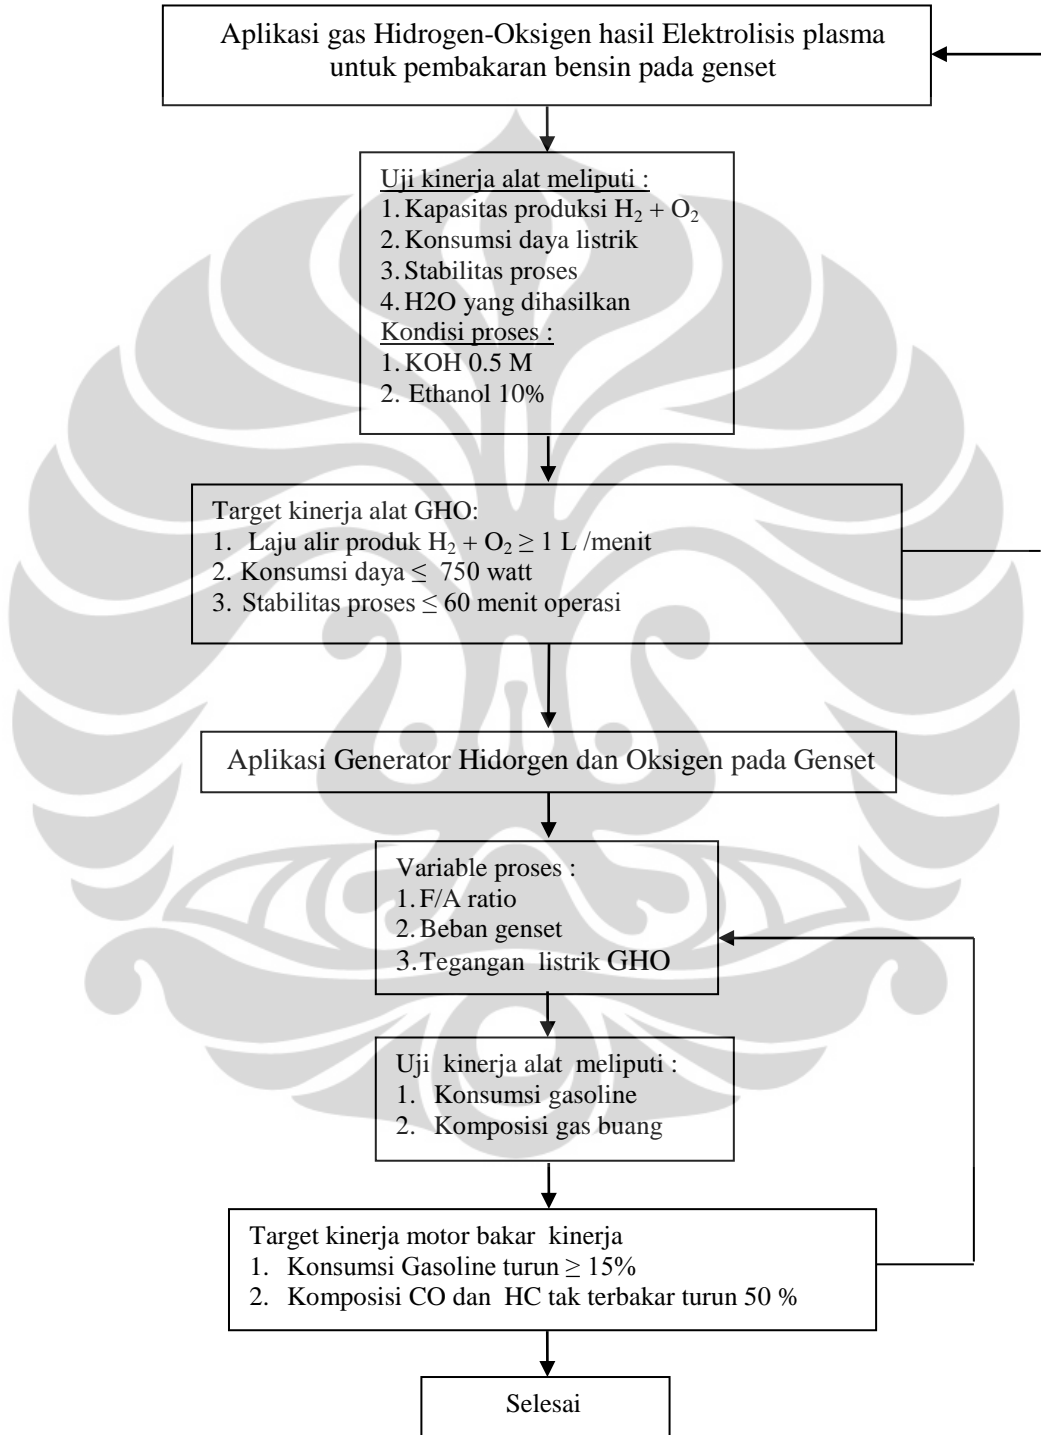 Aplikasi gas Hidrogen-Oksigen hasil Elektrolisis plasma
untuk pembakaran bensin pada genset
Uji kinerja alat meliputi :
1. Kapasitas produksi H₂ + O₂
2. Konsumsi daya listrik
3. Stabilitas proses
4. H2O yang dihasilkan
Kondisi proses :
1. KOH 0.5 M
2. Ethanol 10%
Target kinerja alat GHO:
1. Laju alir produk H₂ + O₂ ≥ 1 L /menit
2. Konsumsi daya ≤ 750 watt
3. Stabilitas proses ≤ 60 menit operasi
Aplikasi Generator Hidorgen dan Oksigen pada Genset
Variable proses :
1. F/A ratio
2. Beban genset
3. Tegangan listrik GHO
Uji kinerja alat meliputi :
1. Konsumsi gasoline
2. Komposisi gas buang
Target kinerja motor bakar kinerja
1. Konsumsi Gasoline turun ≥ 15%
2. Komposisi CO dan HC tak terbakar turun 50 %
Selesai